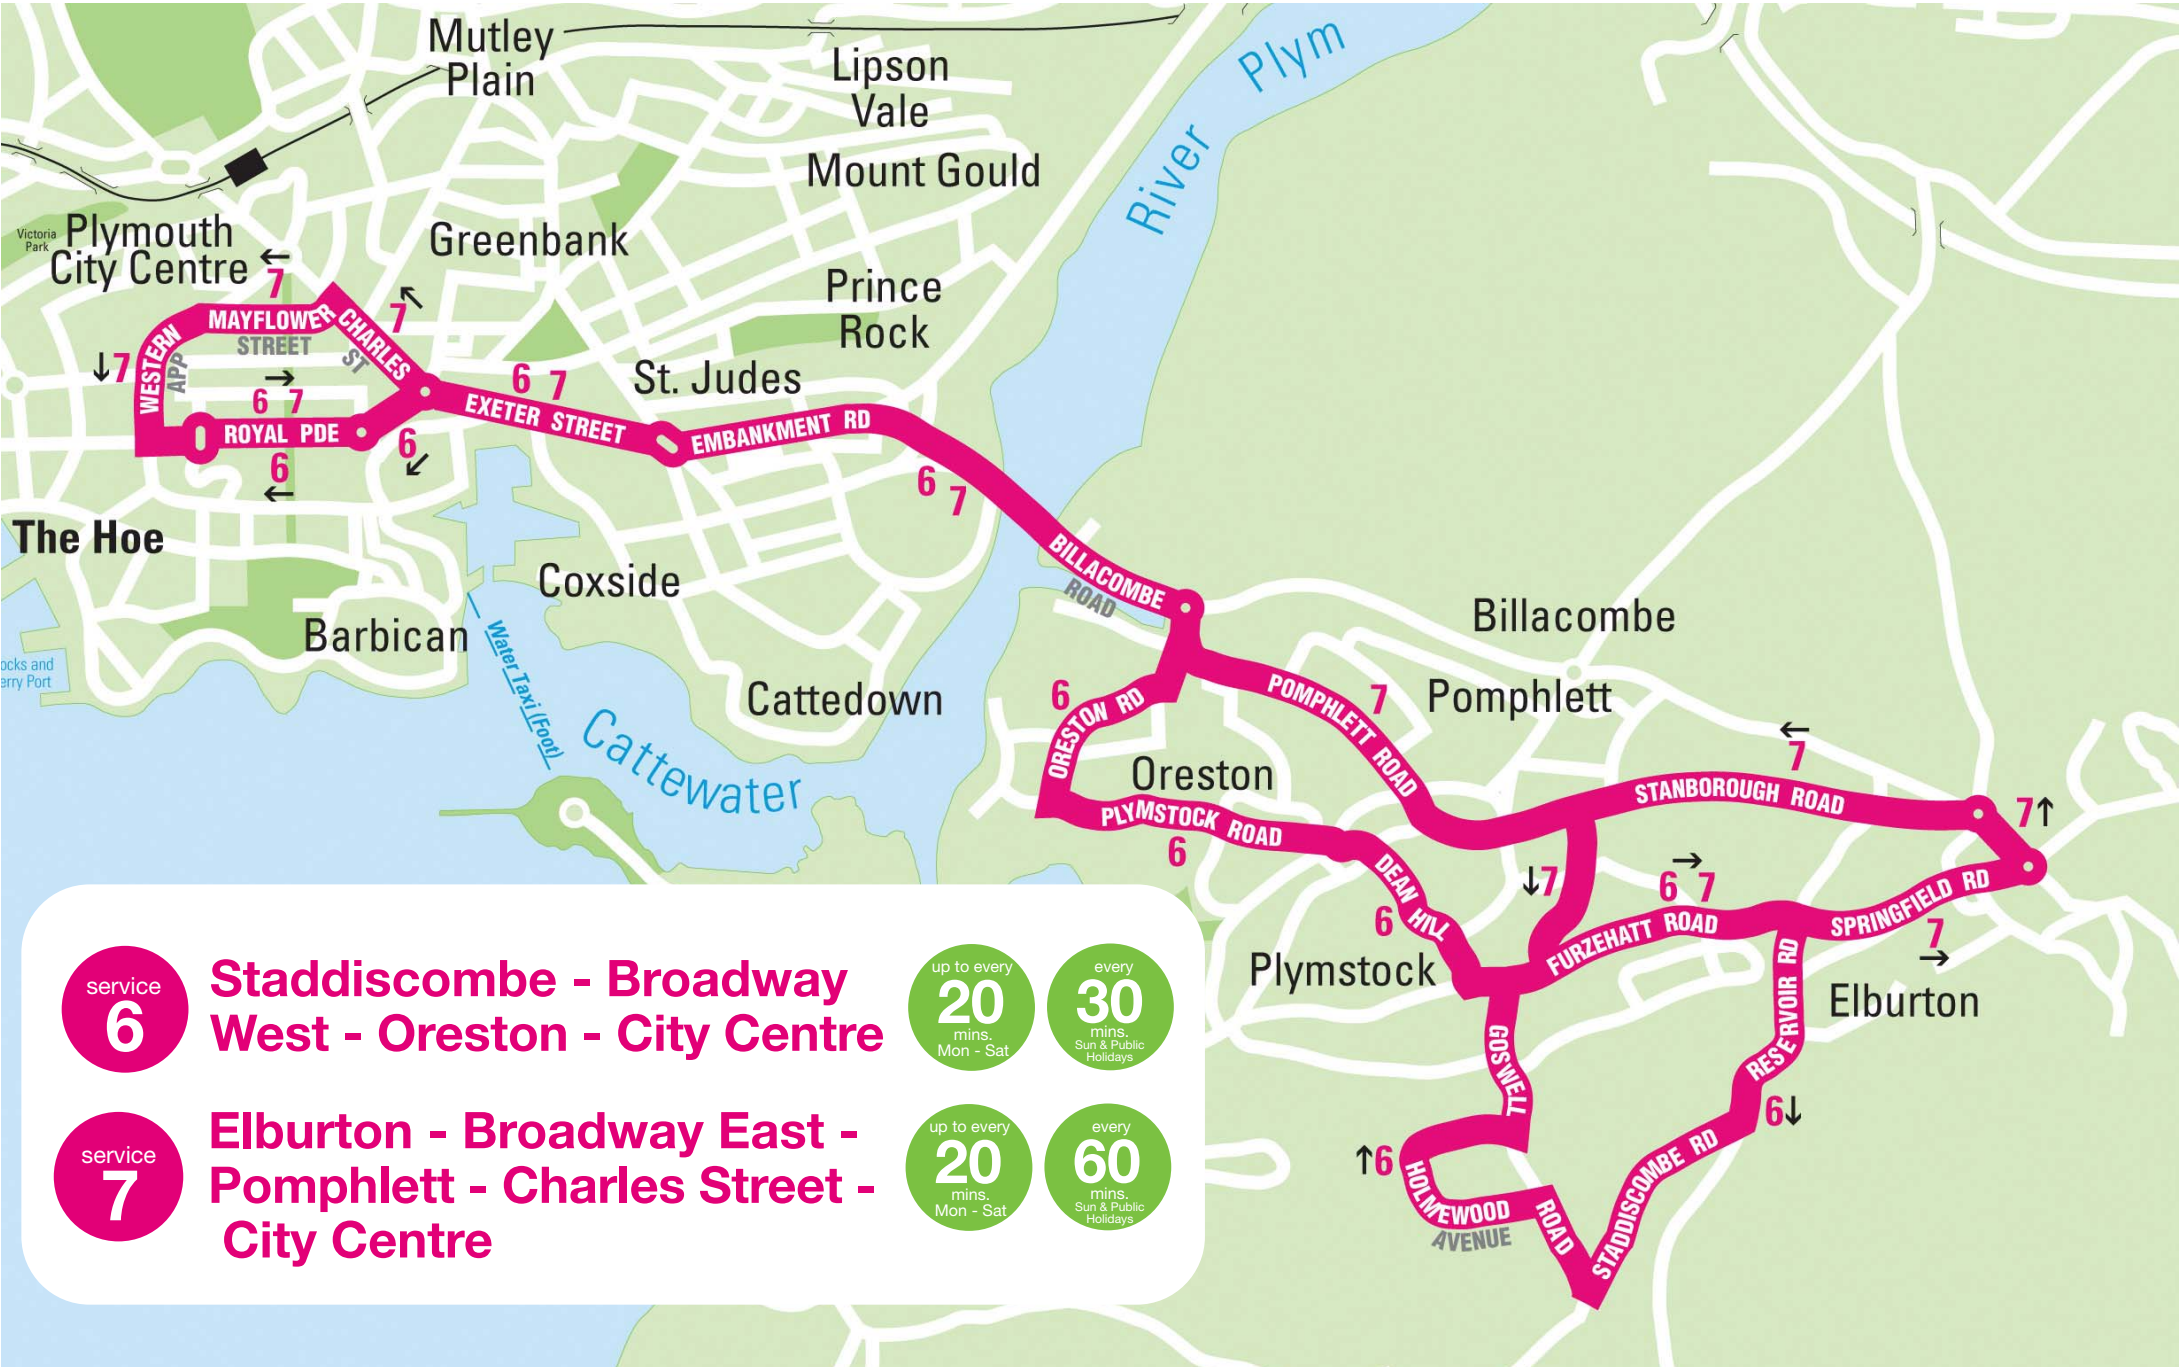 Mutley
Plain
Lipson
Vale
Mount Gould
River Plym
Victoria
Park
Plymouth
City Centre
Greenbank
Prince
Rock
St. Judes
←
7
7
↖
MAYFLOWER
STREET
CHARLES
ST
WESTERN
APP
↓7
→
6 7
ROYAL PDE
6
←
6
↙
6 7
EXETER STREET
EMBANKMENT RD
6 7
The Hoe
Coxside
Barbican
Water Taxi (Foot)
Cattedown
Cattewater
ocks and
erry Port
BILLACOMBE
ROAD
Billacombe
Pomphlett
6
ORESTON RD
POMPHLETT ROAD
7
Oreston
PLYMSTOCK ROAD
6
←
7
STANBOROUGH ROAD
7↑
DEAN HILL
6
↓7
→
6 7
FURZEHATT ROAD
SPRINGFIELD RD
7
→
Plymstock
Elburton
GOSWELL
RESERVOIR RD
6↓
↑6
HOLMEWOOD
AVENUE
ROAD
STADDISCOMBE RD
service
6
Staddiscombe - Broadway
West - Oreston - City Centre
up to every
20
mins.
Mon - Sat
every
30
mins.
Sun & Public
Holidays
service
7
Elburton - Broadway East -
Pomphlett - Charles Street -
City Centre
up to every
20
mins.
Mon - Sat
every
60
mins.
Sun & Public
Holidays